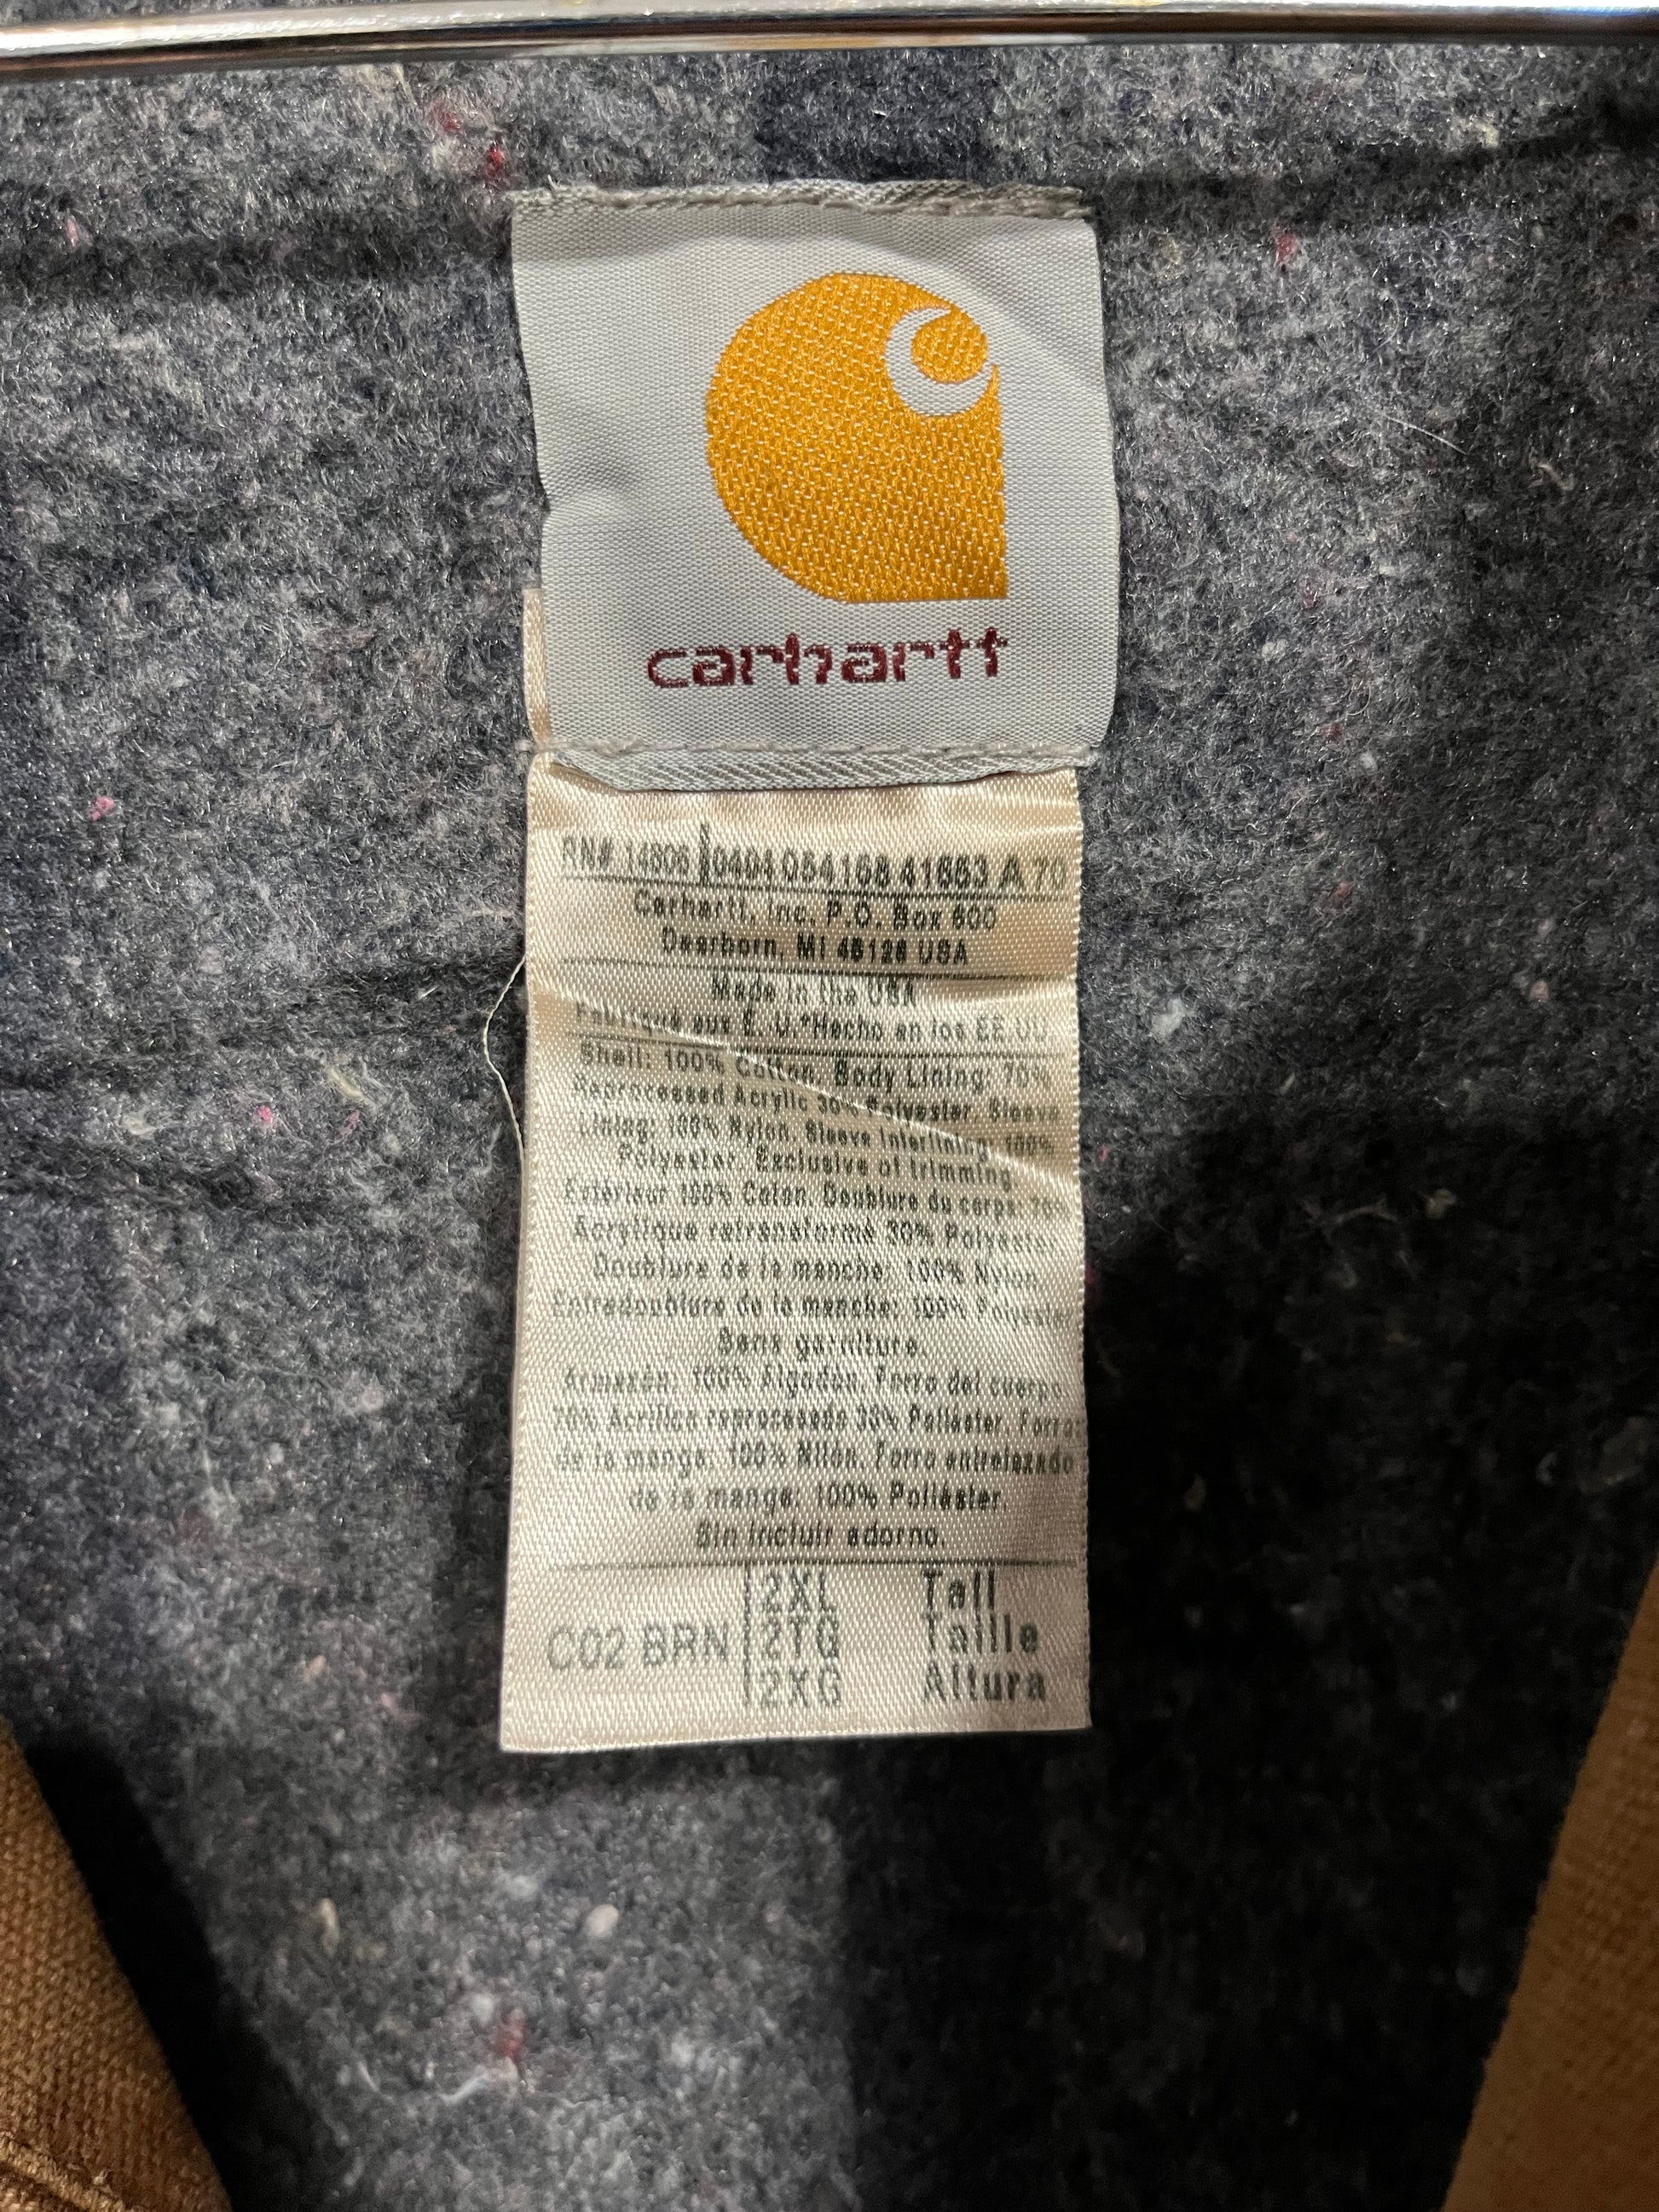 carhartt
RN# 14806 0404 054168 41653 A 70
Carhartt, Inc. P.O. Box 600
Dearborn, MI 48126 USA
Made in the USA
Fabriqué aux É. U.*Hecho en los EE.UU
Shell: 100% Cotton. Body Lining: 70%
Reprocessed Acrylic 30% Polyester. Sleeve
Lining: 100% Nylon. Sleeve Interlining: 100%
Polyester. Exclusive of trimming
Extérieur 100% Coton. Doublure du corps: 70%
Acrylique retransformé 30% Polyester
Doublure de la manche: 100% Nylon
Entredoublure de la manche: 100% Polyester
Sans garniture.
Armazón: 100% Algodón. Forro del cuerpo
70% Acrílico reprocesado 30% Poliéster. Forros
de la manga: 100% Nilón. Forro entrelazado
de la manga: 100% Poliéster
Sin incluir adorno.
C02 BRN 2XL Tall
2TG Taille
2XG Altura